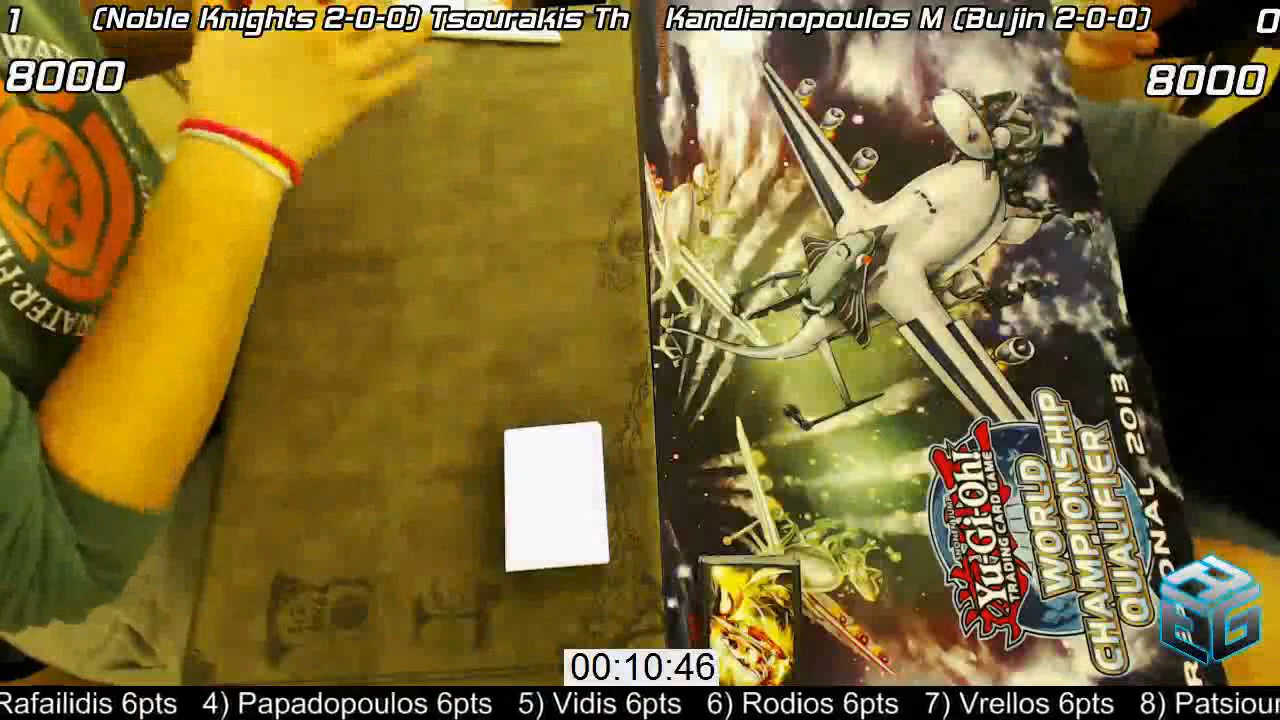 1 (Noble Knights 2-0-0) Tsourakis Th Kandianopoulos M (Bujin 2-0-0) 0
8000 8000
Yu-Gi-Oh!
TRADING CARD GAME
WORLD
CHAMPIONSHIP
QUALIFIER
2013
00:10:46
Rafailidis 6pts 4) Papadopoulos 6pts 5) Vidis 6pts 6) Rodios 6pts 7) Vrellos 6pts 8) Patsiour